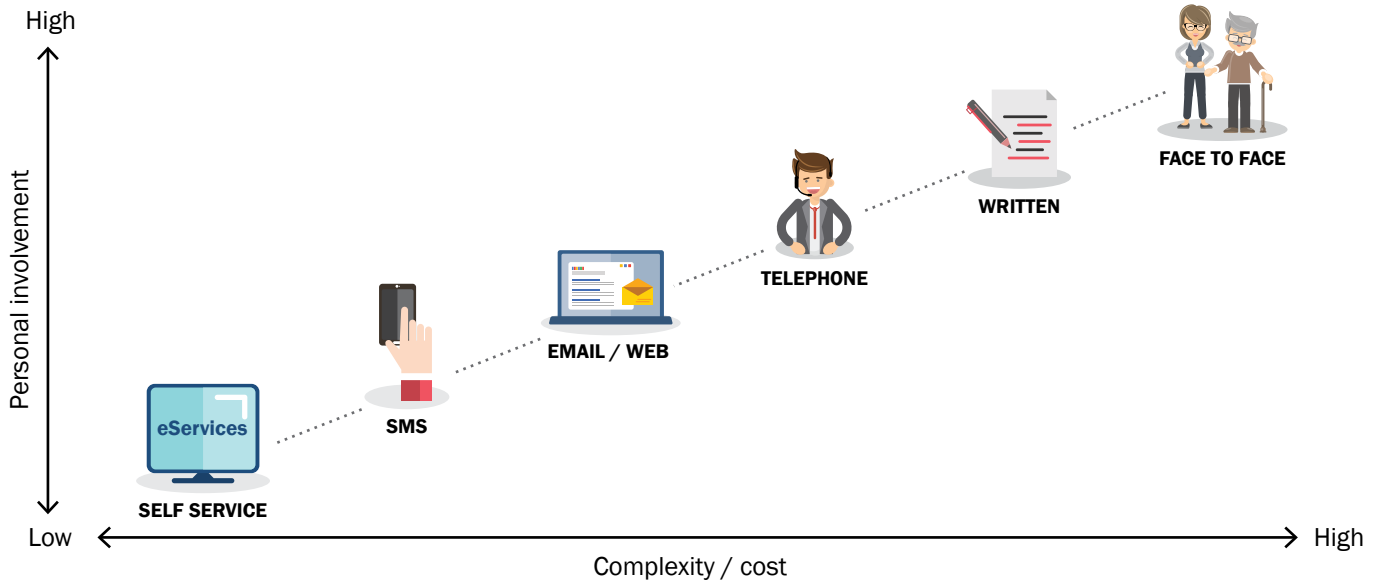 High
FACE TO FACE
WRITTEN
TELEPHONE
EMAIL / WEB
SMS
eServices
SELF SERVICE
Personal involvement
Low
High
Complexity / cost